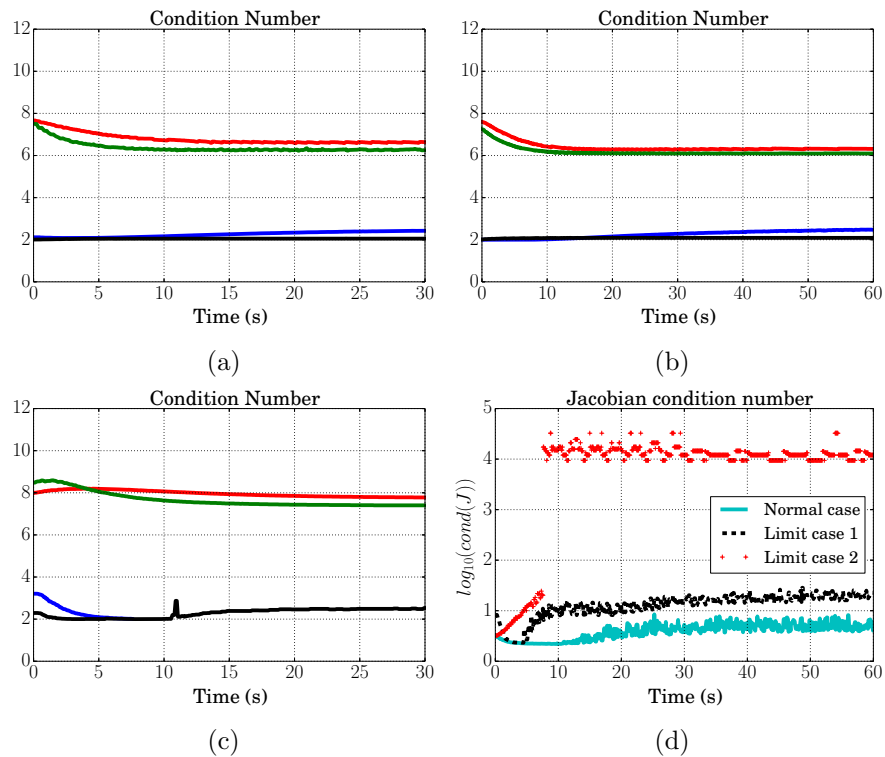 Condition Number
12
10
8
6
4
2
0
0 5 10 15 20 25 30
Time (s)
(a)
Condition Number
12
10
8
6
4
2
0
0 10 20 30 40 50 60
Time (s)
(b)
Condition Number
12
10
8
6
4
2
0
0 5 10 15 20 25 30
Time (s)
(c)
Jacobian condition number
log10(cond(J))
5
4
3
2
1
0
Normal case
Limit case 1
Limit case 2
0 10 20 30 40 50 60
Time (s)
(d)